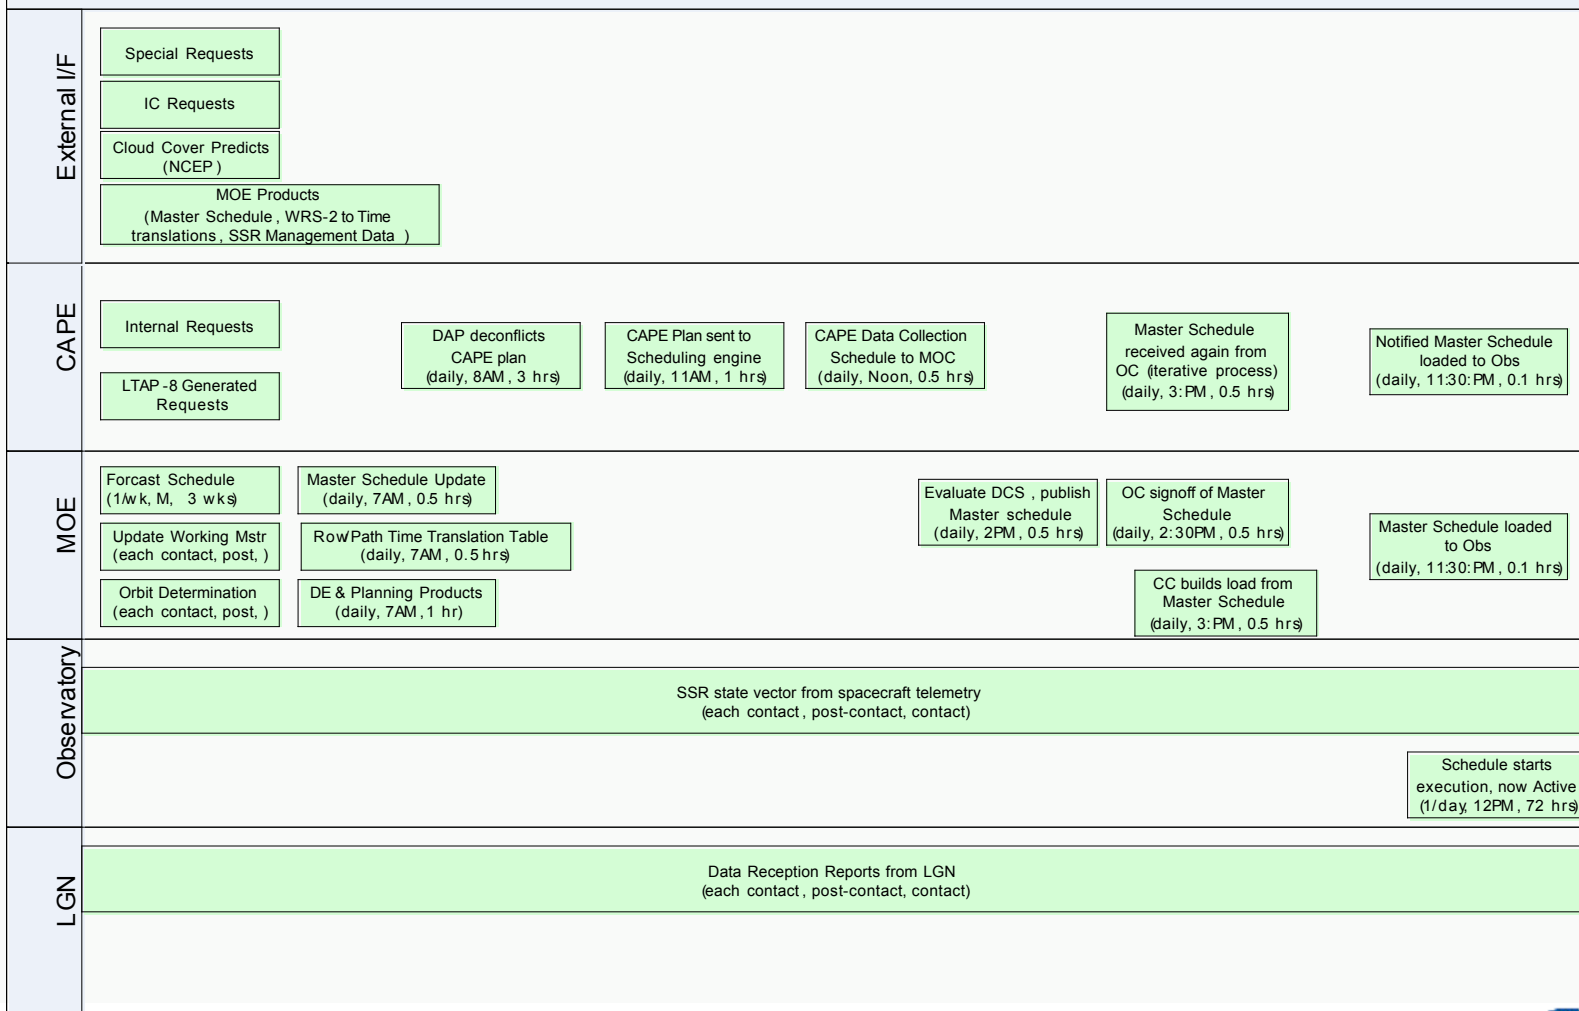 External I/F
Special Requests
IC Requests
Cloud Cover Predicts
(NCEP)
MOE Products
(Master Schedule, WRS-2 to Time
translations, SSR Management Data )
CAPE
Internal Requests
LTAP-8 Generated
Requests
DAP deconflicts
CAPE plan
(daily, 8AM, 3 hrs)
CAPE Plan sent to
Scheduling engine
(daily, 11AM, 1 hrs)
CAPE Data Collection
Schedule to MOC
(daily, Noon, 0.5 hrs)
Master Schedule
received again from
OC (iterative process)
(daily, 3:PM, 0.5 hrs)
Notified Master Schedule
loaded to Obs
(daily, 11:30:PM, 0.1 hrs)
MOE
Forcast Schedule
(1/wk, M, 3 wks)
Update Working Mstr
(each contact, post, )
Orbit Determination
(each contact, post, )
Master Schedule Update
(daily, 7AM, 0.5 hrs)
Row/Path Time Translation Table
(daily, 7AM, 0.5 hrs)
DE & Planning Products
(daily, 7AM, 1 hr)
Evaluate DCS, publish
Master schedule
(daily, 2PM, 0.5 hrs)
OC signoff of Master
Schedule
(daily, 2:30PM, 0.5 hrs)
CC builds load from
Master Schedule
(daily, 3:PM, 0.5 hrs)
Master Schedule loaded
to Obs
(daily, 11:30:PM, 0.1 hrs)
Observatory
SSR state vector from spacecraft telemetry
(each contact, post-contact, contact)
Schedule starts
execution, now Active
(1/day, 12PM, 72 hrs)
LGN
Data Reception Reports from LGN
(each contact, post-contact, contact)